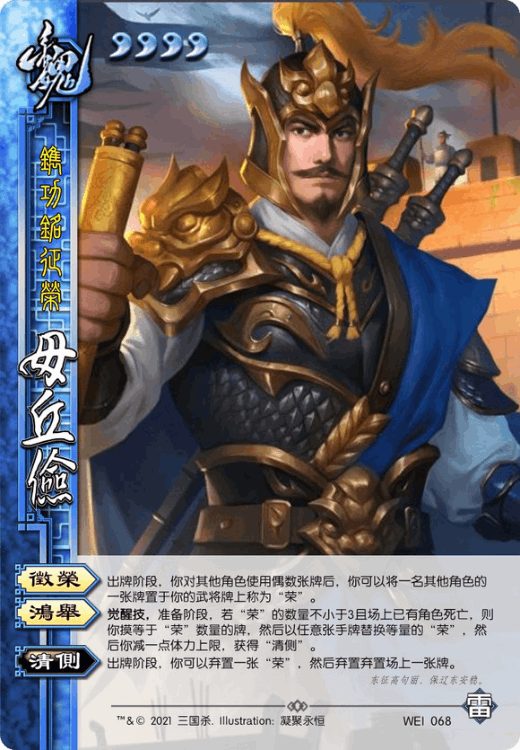 魏
鐫功銘征榮
毌丘儉
徵榮
出牌阶段，你对其他角色使用偶数张牌后，你可以将一名其他角色的
一张牌置于你的武将牌上称为“荣”。
鴻舉
觉醒技，准备阶段，若“荣”的数量不小于3且场上已有角色死亡，则
你摸等于“荣”数量的牌，然后以任意张手牌替换等量的“荣”，然
后你减一点体力上限，获得“清侧”。
清側
出牌阶段，你可以弃置一张“荣”，然后弃置弃置场上一张牌。
东征高句丽，保辽东安稳。
雷
™&© 2021 三国杀. Illustration: 凝聚永恒
WEI 068